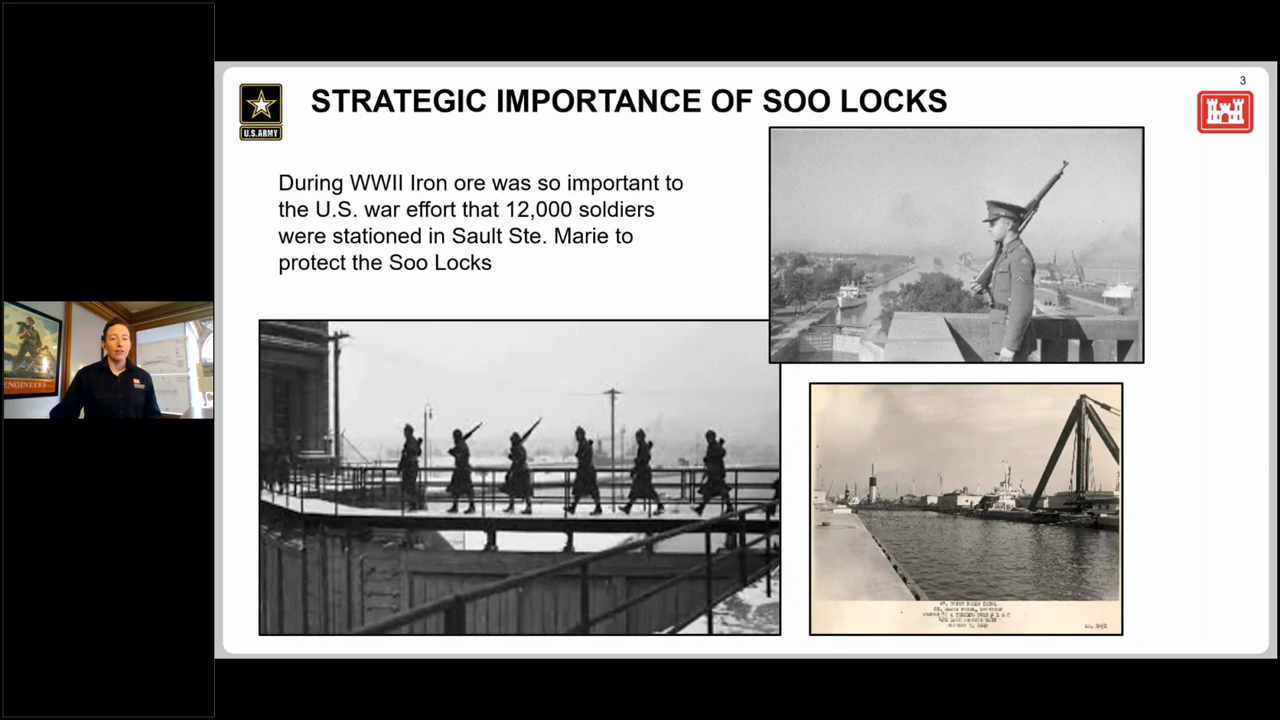 3
STRATEGIC IMPORTANCE OF SOO LOCKS
U.S.ARMY
During WWII Iron ore was so important to
the U.S. war effort that 12,000 soldiers
were stationed in Sault Ste. Marie to
protect the Soo Locks
ENGINEERS